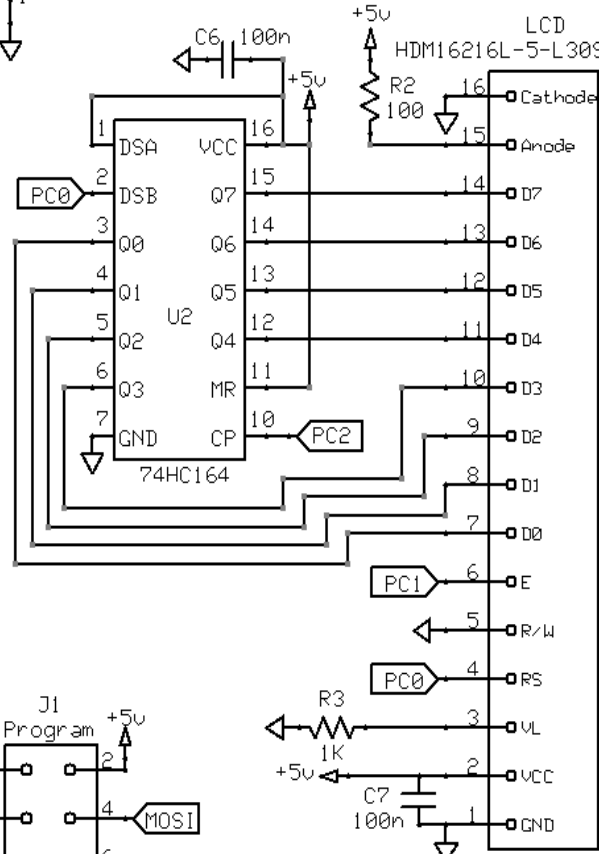 +5v
LCD
C6 100n
HDM16216L-5-L30S
+5v
R2
100
16 Cathode
1 DSA VCC 16
15 Anode
PC0 2 DSB Q7 15
14 D7
3 Q0 Q6 14
13 D6
4 Q1 Q5 13
12 D5
U2
5 Q2 Q4 12
11 D4
6 Q3 MR 11
10 D3
7 GND CP 10 PC2
9 D2
74HC164
8 D1
7 D0
PC1 6 E
5 R/W
PC0 4 RS
J1
Program
+5v
R3
1K
3 VL
2
+5v
2 VCC
C7
100n
4 MOSI
1 GND